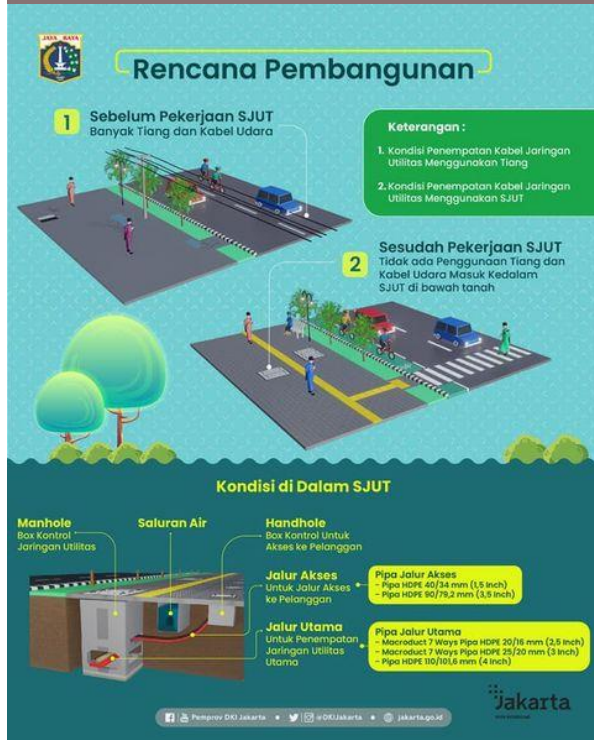 JAYA RAYA
Rencana Pembangunan
1
Sebelum Pekerjaan SJUT
Banyak Tiang dan Kabel Udara
Keterangan :
1. Kondisi Penempatan Kabel Jaringan
Utilitas Menggunakan Tiang
2. Kondisi Penempatan Kabel Jaringan
Utilitas Menggunakan SJUT
2
Sesudah Pekerjaan SJUT
Tidak ada Penggunaan Tiang dan
Kabel Udara Masuk Kedalam
SJUT di bawah tanah
Kondisi di Dalam SJUT
Manhole
Box Kontrol
Jaringan Utilitas
Saluran Air
Handhole
Box Kontrol Untuk
Akses ke Pelanggan
Jalur Akses
Untuk Jalur Akses
ke Pelanggan
Pipa Jalur Akses
- Pipa HDPE 40/34 mm (1,5 Inch)
- Pipa HDPE 90/79,2 mm (3,5 Inch)
Jalur Utama
Untuk Penempatan
Jaringan Utilitas
Utama
Pipa Jalur Utama
- Macroduct 7 Ways Pipa HDPE 20/16 mm (2,5 Inch)
- Macroduct 7 Ways Pipa HDPE 25/20 mm (3 Inch)
- Pipa HDPE 110/101,6 mm (4 Inch)
Jakarta
Pemprov DKI Jakarta • @DKIJakarta • jakarta.go.id